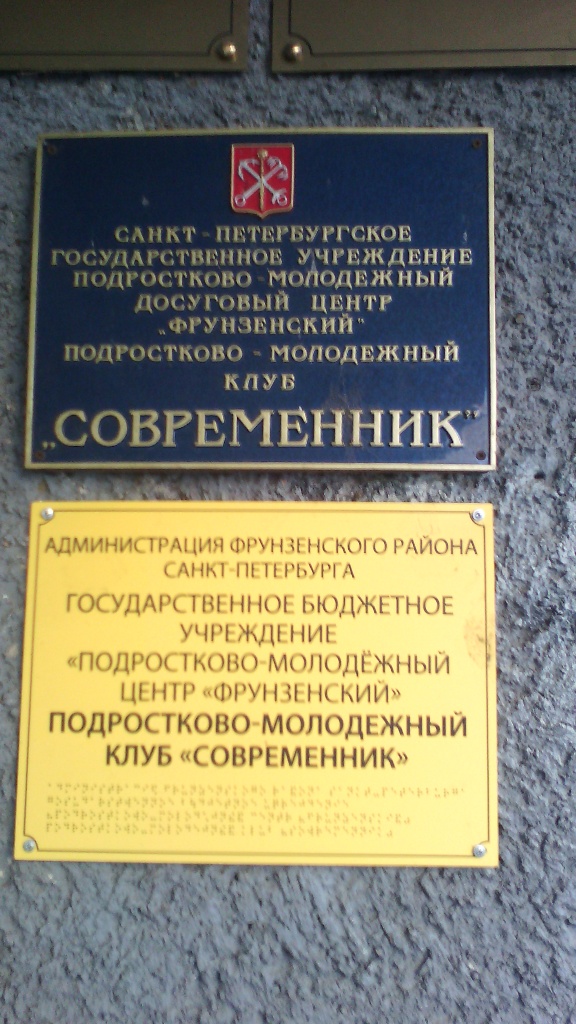 САНКТ-ПЕТЕРБУРГСКОЕ
ГОСУДАРСТВЕННОЕ УЧРЕЖДЕНИЕ
ПОДРОСТКОВО-МОЛОДЕЖНЫЙ
ДОСУГОВЫЙ ЦЕНТР
„ФРУНЗЕНСКИЙ"
ПОДРОСТКОВО-МОЛОДЕЖНЫЙ
КЛУБ
„СОВРЕМЕННИК"
АДМИНИСТРАЦИЯ ФРУНЗЕНСКОГО РАЙОНА
САНКТ-ПЕТЕРБУРГА
ГОСУДАРСТВЕННОЕ БЮДЖЕТНОЕ
УЧРЕЖДЕНИЕ
«ПОДРОСТКОВО-МОЛОДЁЖНЫЙ
ЦЕНТР «ФРУНЗЕНСКИЙ»
ПОДРОСТКОВО-МОЛОДЕЖНЫЙ
КЛУБ «СОВРЕМЕННИК»